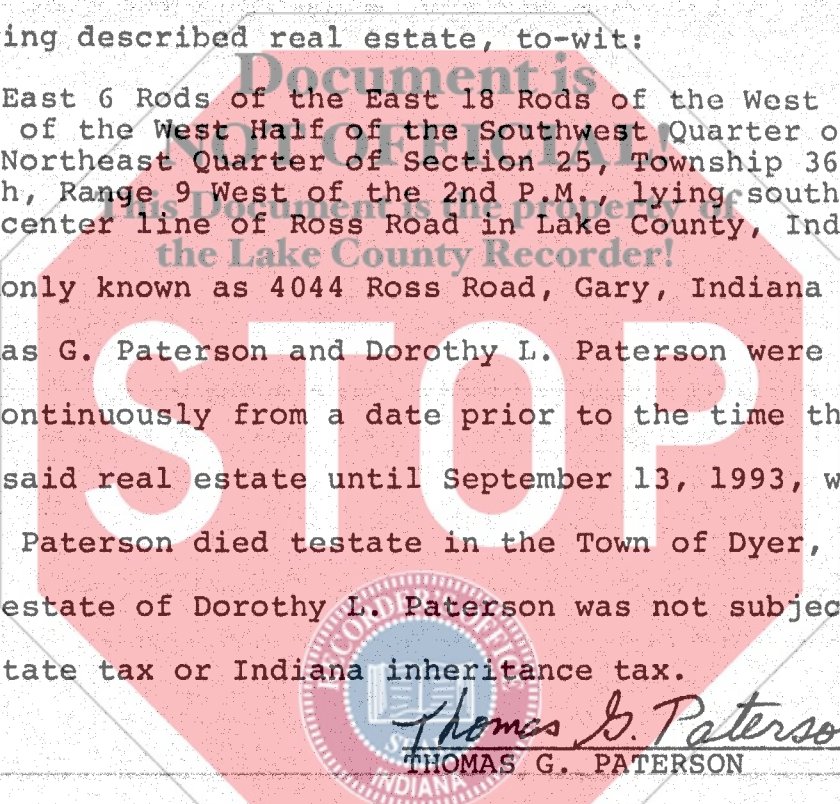 ing described real estate, to-wit:
Document is
East 6 Rods of the East 18 Rods of the West
of the West Half of the Southwest Quarter o
NOT OFFICIAL!
Northeast Quarter of Section 25, Township 36
h, Range 9 West of the 2nd P.M., lying south
This Document is the property of
center line of Ross Road in Lake County, Ind
the Lake County Recorder!
only known as 4044 Ross Road, Gary, Indiana
as G. Paterson and Dorothy L. Paterson were
STOP
ontinuously from a date prior to the time th
said real estate until September 13, 1993, w
Paterson died testate in the Town of Dyer,
estate of Dorothy L. Paterson was not subjec
tate tax or Indiana inheritance tax.
RECORDER'S OFFICE
Thomas G. Paterso
THOMAS G. PATERSON
INDIANA